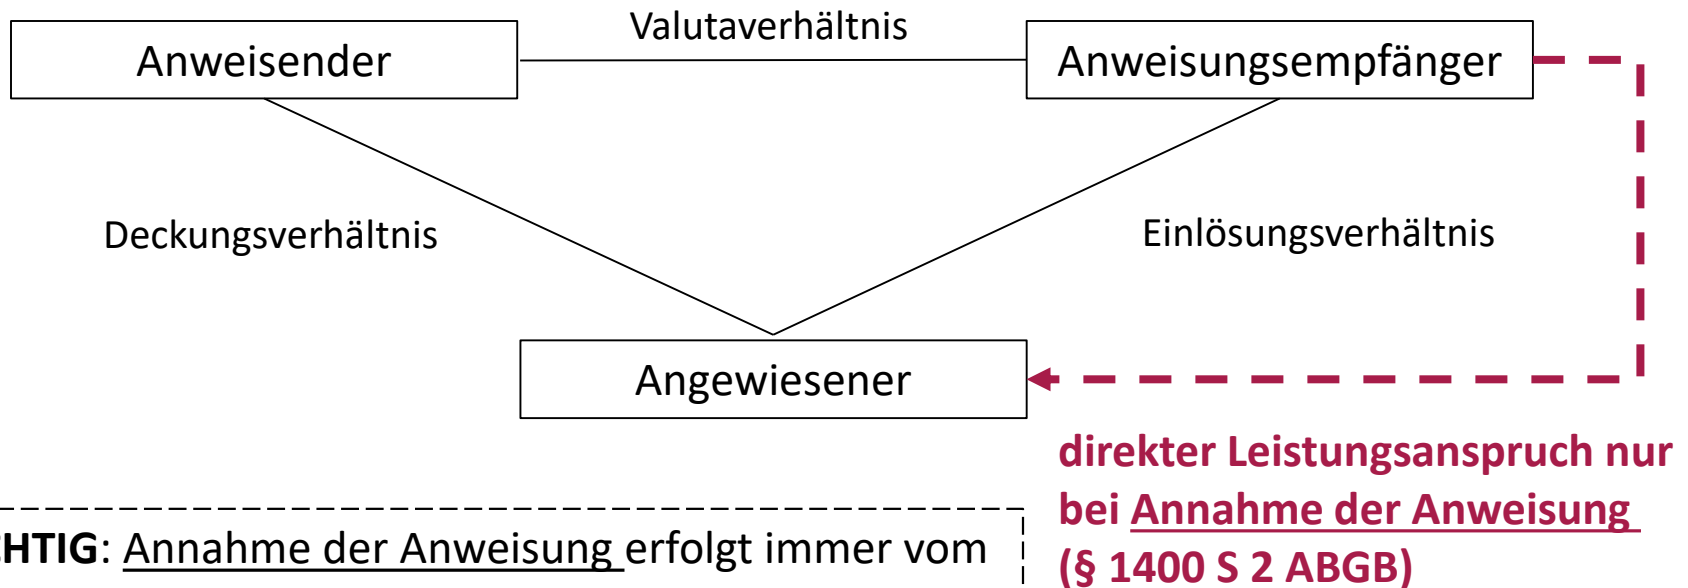 Valutaverhältnis
Anweisender
Anweisungsempfänger
Deckungsverhältnis
Einlösungsverhältnis
Angewiesener
direkter Leistungsanspruch nur
bei Annahme der Anweisung
(§ 1400 S 2 ABGB)
CHTIG: Annahme der Anweisung erfolgt immer vom